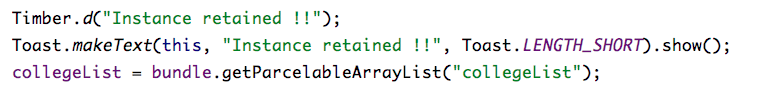 Timber.d("Instance retained !!");
Toast.makeText(this, "Instance retained !!", Toast.LENGTH_SHORT).show();
collegeList = bundle.getParcelableArrayList("collegeList");